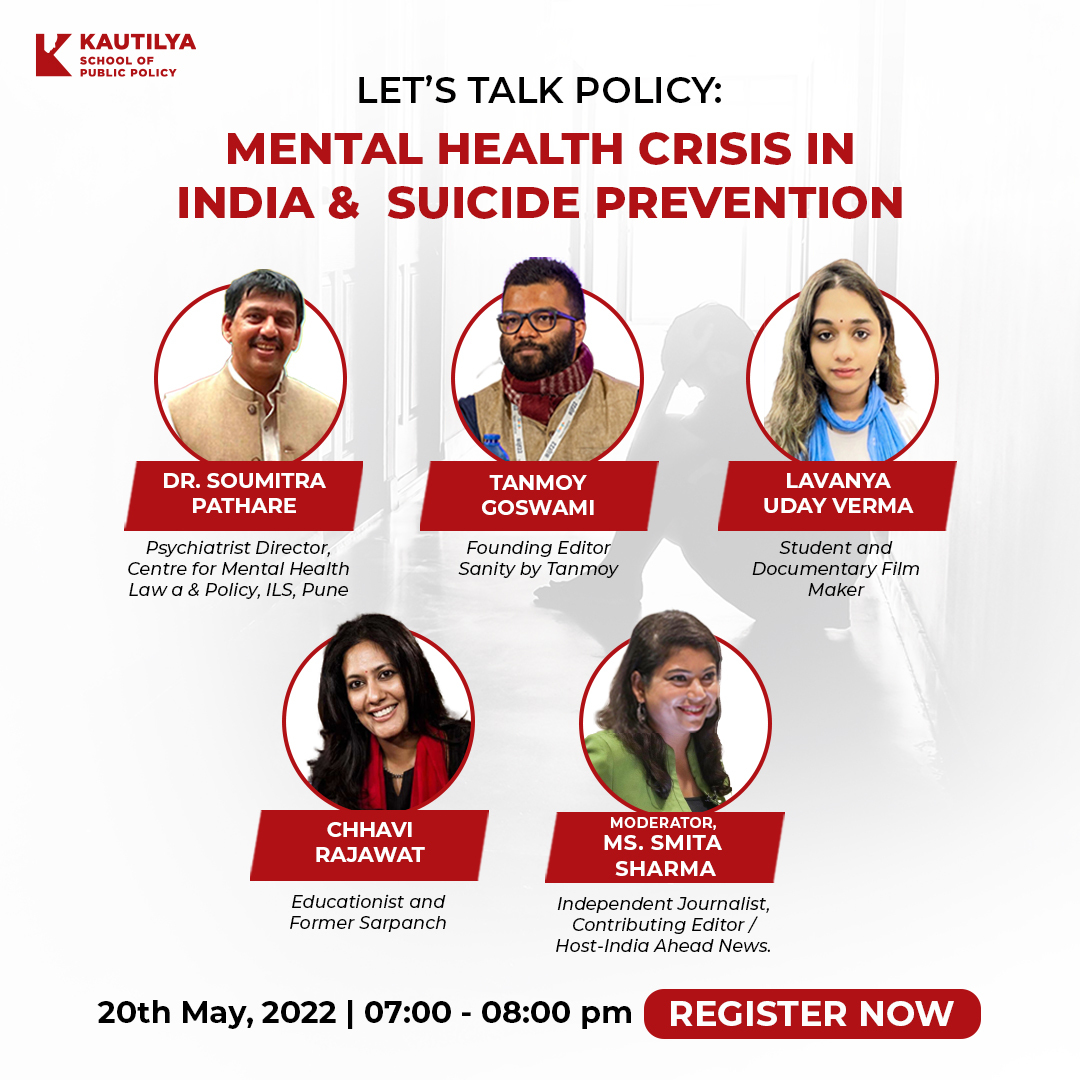 KAUTILYA
SCHOOL OF
PUBLIC POLICY
LET'S TALK POLICY:
MENTAL HEALTH CRISIS IN
INDIA & SUICIDE PREVENTION
DR. SOUMITRA
PATHARE
Psychiatrist Director,
Centre for Mental Health
Law a & Policy, ILS, Pune
TANMOY
GOSWAMI
Founding Editor
Sanity by Tanmoy
LAVANYA
UDAY VERMA
Student and
Documentary Film
Maker
CHHAVI
RAJAWAT
Educationist and
Former Sarpanch
MODERATOR,
MS. SMITA
SHARMA
Independent Journalist,
Contributing Editor /
Host-India Ahead News.
20th May, 2022 | 07:00 - 08:00 pm REGISTER NOW